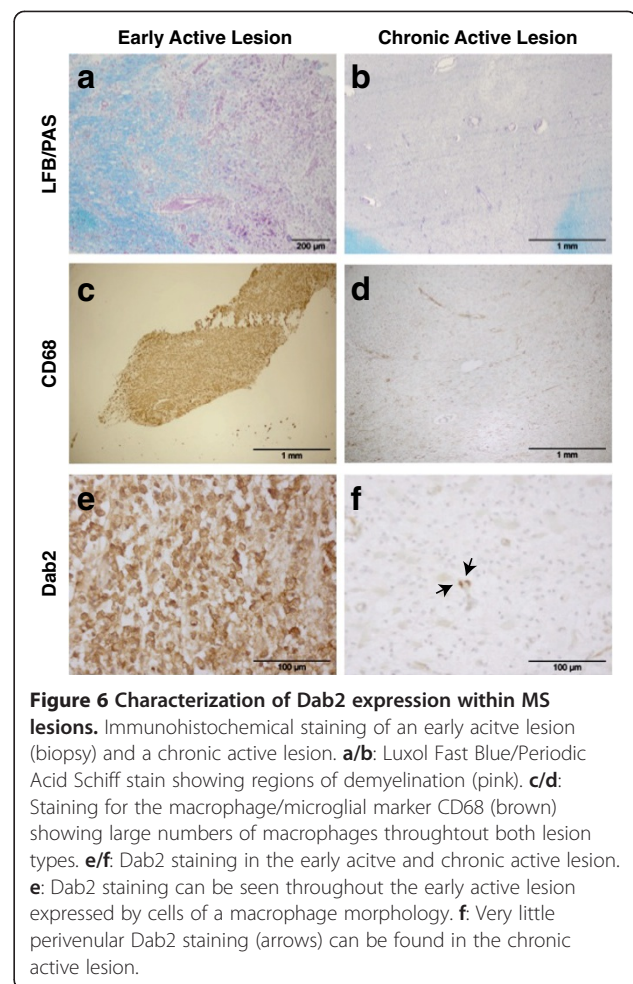 Early Active Lesion
Chronic Active Lesion
LFB/PAS
a
200 µm
b
1 mm
CD68
c
1 mm
d
1 mm
Dab2
e
100 µm
f
100 µm
Figure 6 Characterization of Dab2 expression within MS
lesions. Immunohistochemical staining of an early acitve lesion
(biopsy) and a chronic active lesion. a/b: Luxol Fast Blue/Periodic
Acid Schiff stain showing regions of demyelination (pink). c/d:
Staining for the macrophage/microglial marker CD68 (brown)
showing large numbers of macrophages throughtout both lesion
types. e/f: Dab2 staining in the early acitve and chronic active lesion.
e: Dab2 staining can be seen throughout the early active lesion
expressed by cells of a macrophage morphology. f: Very little
perivenular Dab2 staining (arrows) can be found in the chronic
active lesion.